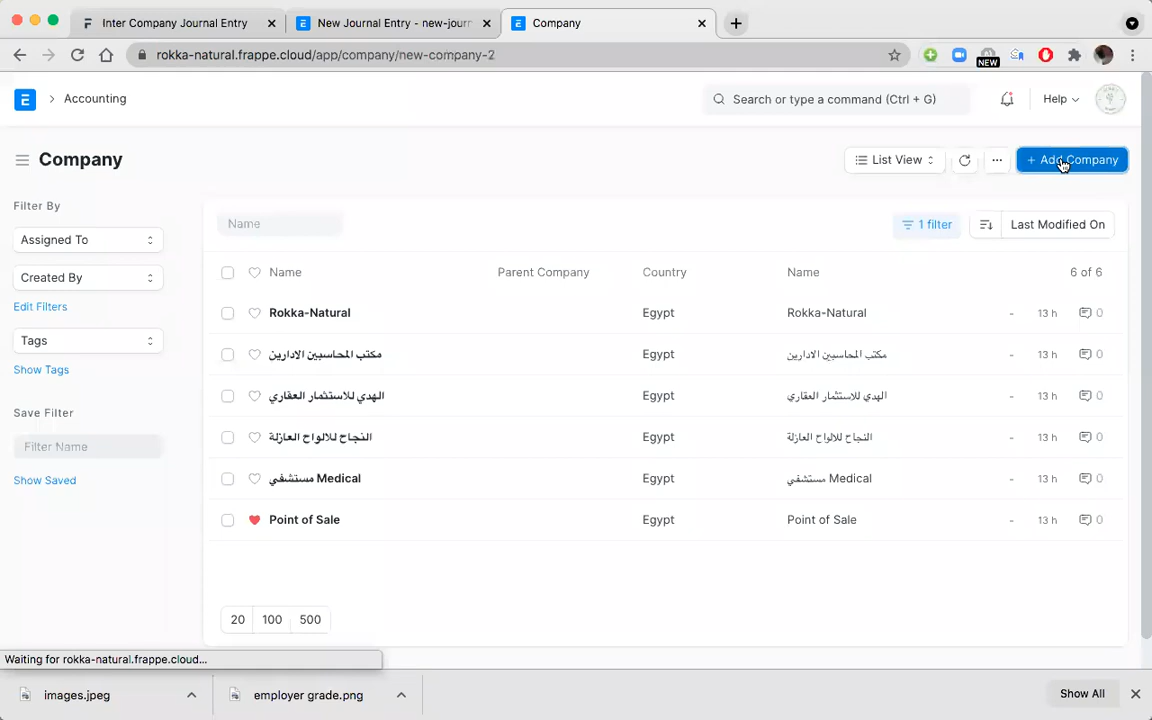 Inter Company Journal Entry
New Journal Entry - new-jourr
Company
rokka-natural.frappe.cloud/app/company/new-company-2
NEW
E
Accounting
Search or type a command (Ctrl + G)
Help
Company
List View
+ Add Company
Filter By
Assigned To
Created By
Edit Filters
Tags
Show Tags
Save Filter
Filter Name
Show Saved
Name
1 filter
Last Modified On
Name Parent Company Country Name 6 of 6
Rokka-Natural Egypt Rokka-Natural - 13 h 0
مكتب المحاسبين الادارين Egypt مكتب المحاسبين الادارين - 13 h 0
الهدي للاستثمار العقاري Egypt الهدي للاستثمار العقاري - 13 h 0
النجاح للالواح العازلة Egypt النجاح للالواح العازلة - 13 h 0
مستشفي Medical Egypt مستشفي Medical - 13 h 0
Point of Sale Egypt Point of Sale - 13 h 0
20 100 500
Waiting for rokka-natural.frappe.cloud...
images.jpeg
employer grade.png
Show All